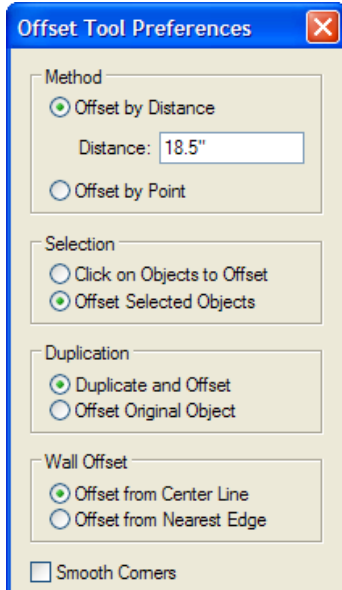 Offset Tool Preferences
Method
Offset by Distance
Distance: 18.5"
Offset by Point
Selection
Click on Objects to Offset
Offset Selected Objects
Duplication
Duplicate and Offset
Offset Original Object
Wall Offset
Offset from Center Line
Offset from Nearest Edge
Smooth Corners